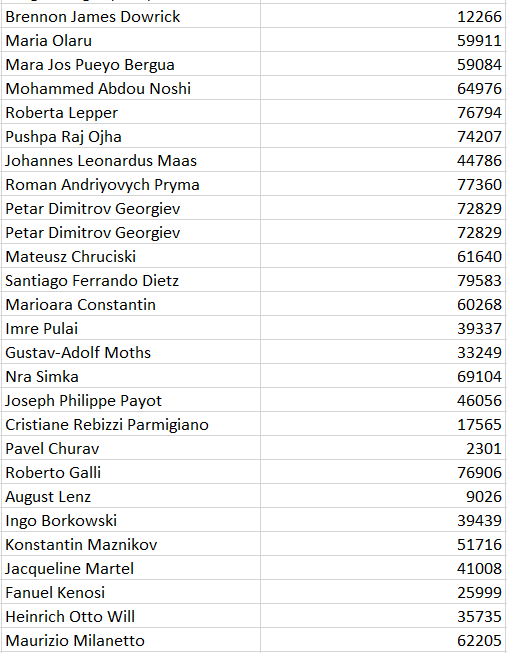 Brennon James Dowrick 12266
Maria Olaru 59911
Mara Jos Pueyo Bergua 59084
Mohammed Abdou Noshi 64976
Roberta Lepper 76794
Pushpa Raj Ojha 74207
Johannes Leonardus Maas 44786
Roman Andriyovych Pryma 77360
Petar Dimitrov Georgiev 72829
Petar Dimitrov Georgiev 72829
Mateusz Chruciski 61640
Santiago Ferrando Dietz 79583
Marioara Constantin 60268
Imre Pulai 39337
Gustav-Adolf Moths 33249
Nra Simka 69104
Joseph Philippe Payot 46056
Cristiane Rebizzi Parmigiano 17565
Pavel Churav 2301
Roberto Galli 76906
August Lenz 9026
Ingo Borkowski 39439
Konstantin Maznikov 51716
Jacqueline Martel 41008
Fanuel Kenosi 25999
Heinrich Otto Will 35735
Maurizio Milanetto 62205